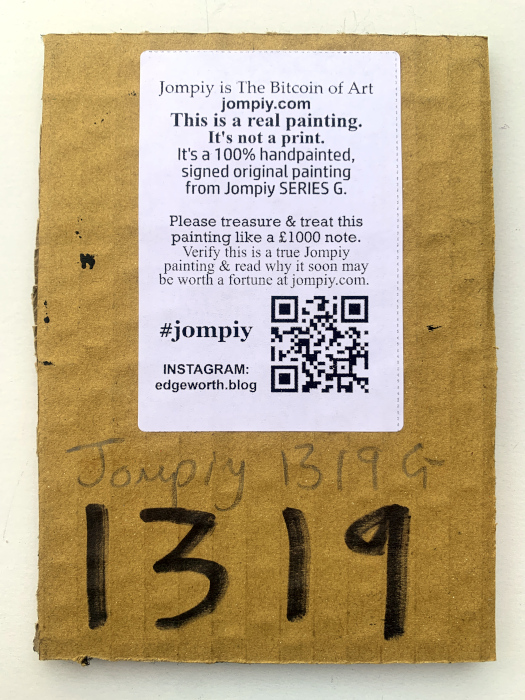 Jompiy is The Bitcoin of Art
jompiy.com
This is a real painting.
It's not a print.
It's a 100% handpainted,
signed original painting
from Jompiy SERIES G.
Please treasure & treat this
painting like a £1000 note.
Verify this is a true Jompiy
painting & read why it soon may
be worth a fortune at jompiy.com.
#jompiy
INSTAGRAM:
edgeworth.blog
Jompiy 1319 G
1319